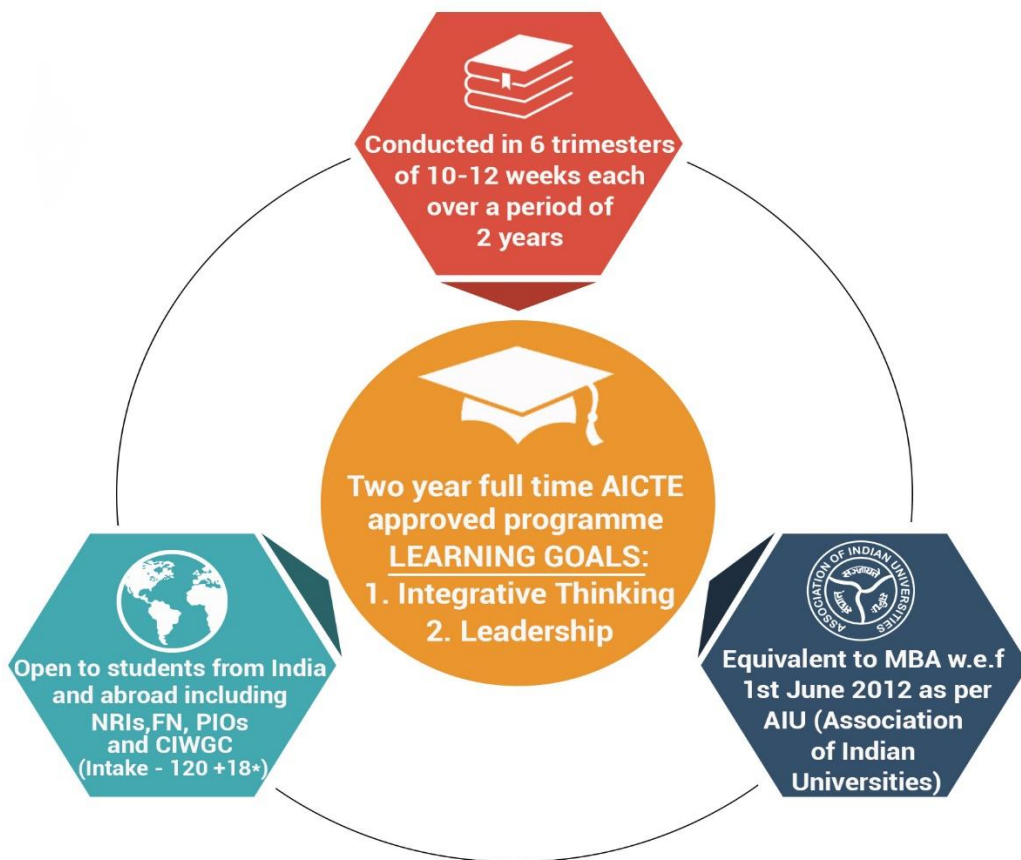 Conducted in 6 trimesters
of 10-12 weeks each
over a period of
2 years
Two year full time AICTE
approved programme
LEARNING GOALS:
1. Integrative Thinking
2. Leadership
Open to students from India
and abroad including
NRIs,FN, PIOs
and CIWGC
(Intake - 120 +18*)
ASSOCIATION OF INDIAN UNIVERSITIES
Equivalent to MBA w.e.f
1st June 2012 as per
AIU (Association
of Indian
Universities)